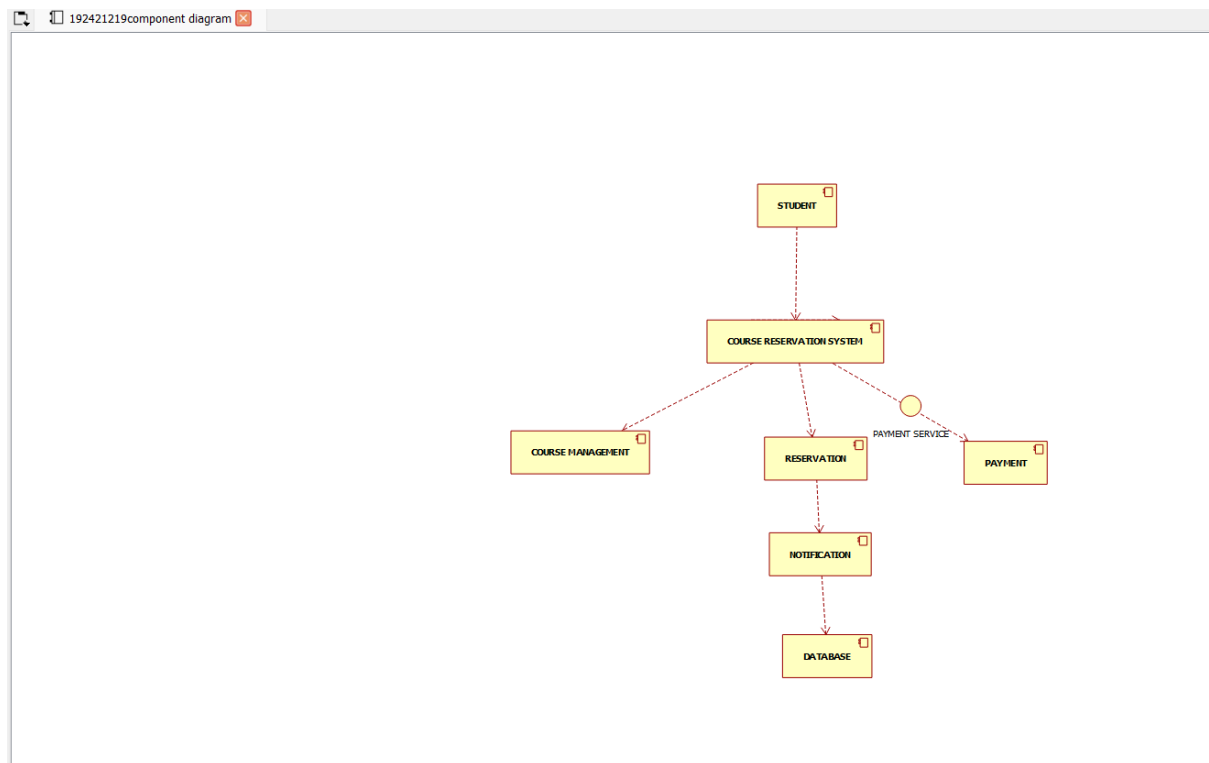 192421219component diagram
STUDENT
COURSE RESERVATION SYSTEM
PAYMENT SERVICE
COURSE MANAGEMENT
RESERVATION
PAYMENT
NOTIFICATION
DATABASE